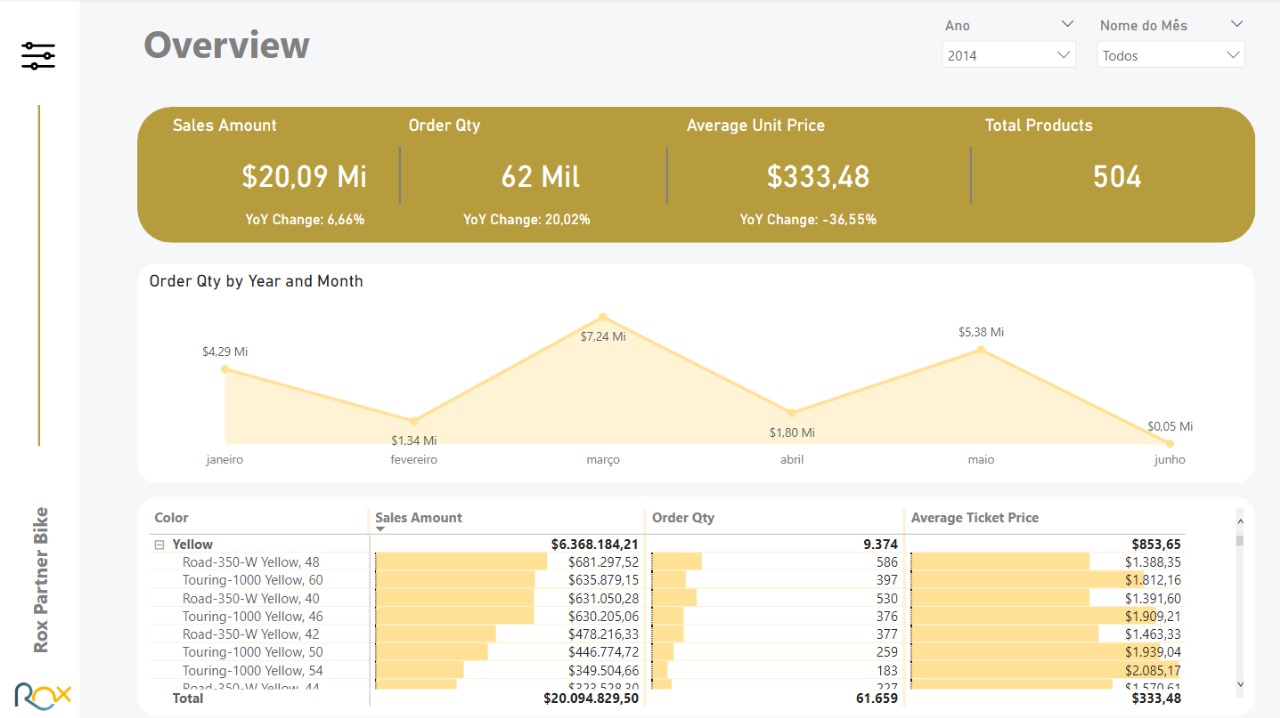 Overview
Ano
Nome do Mês
2014
Todos
Sales Amount
Order Qty
Average Unit Price
Total Products
$20,09 Mi
62 Mil
$333,48
504
YoY Change: 6,66%
YoY Change: 20,02%
YoY Change: -36,55%
Order Qty by Year and Month
$4,29 Mi
$1,34 Mi
$7,24 Mi
$1,80 Mi
$5,38 Mi
$0,05 Mi
janeiro fevereiro março abril maio junho
Color Sales Amount Order Qty Average Ticket Price
Yellow $6.368.184,21 9.374 $853,65
Road-350-W Yellow, 48 $681.297,52 586 $1.388,35
Touring-1000 Yellow, 60 $635.879,15 397 $1.812,16
Road-350-W Yellow, 40 $631.050,28 530 $1.391,60
Touring-1000 Yellow, 46 $630.205,06 376 $1.909,21
Road-350-W Yellow, 42 $478.216,33 377 $1.463,33
Touring-1000 Yellow, 50 $446.774,72 259 $1.939,04
Touring-1000 Yellow, 54 $349.504,66 183 $2.085,17
Road-350-W Yellow, 44 $323.528,30 227 $1.570,61
Total $20.094.829,50 61.659 $333,48
Rox Partner Bike
Rox